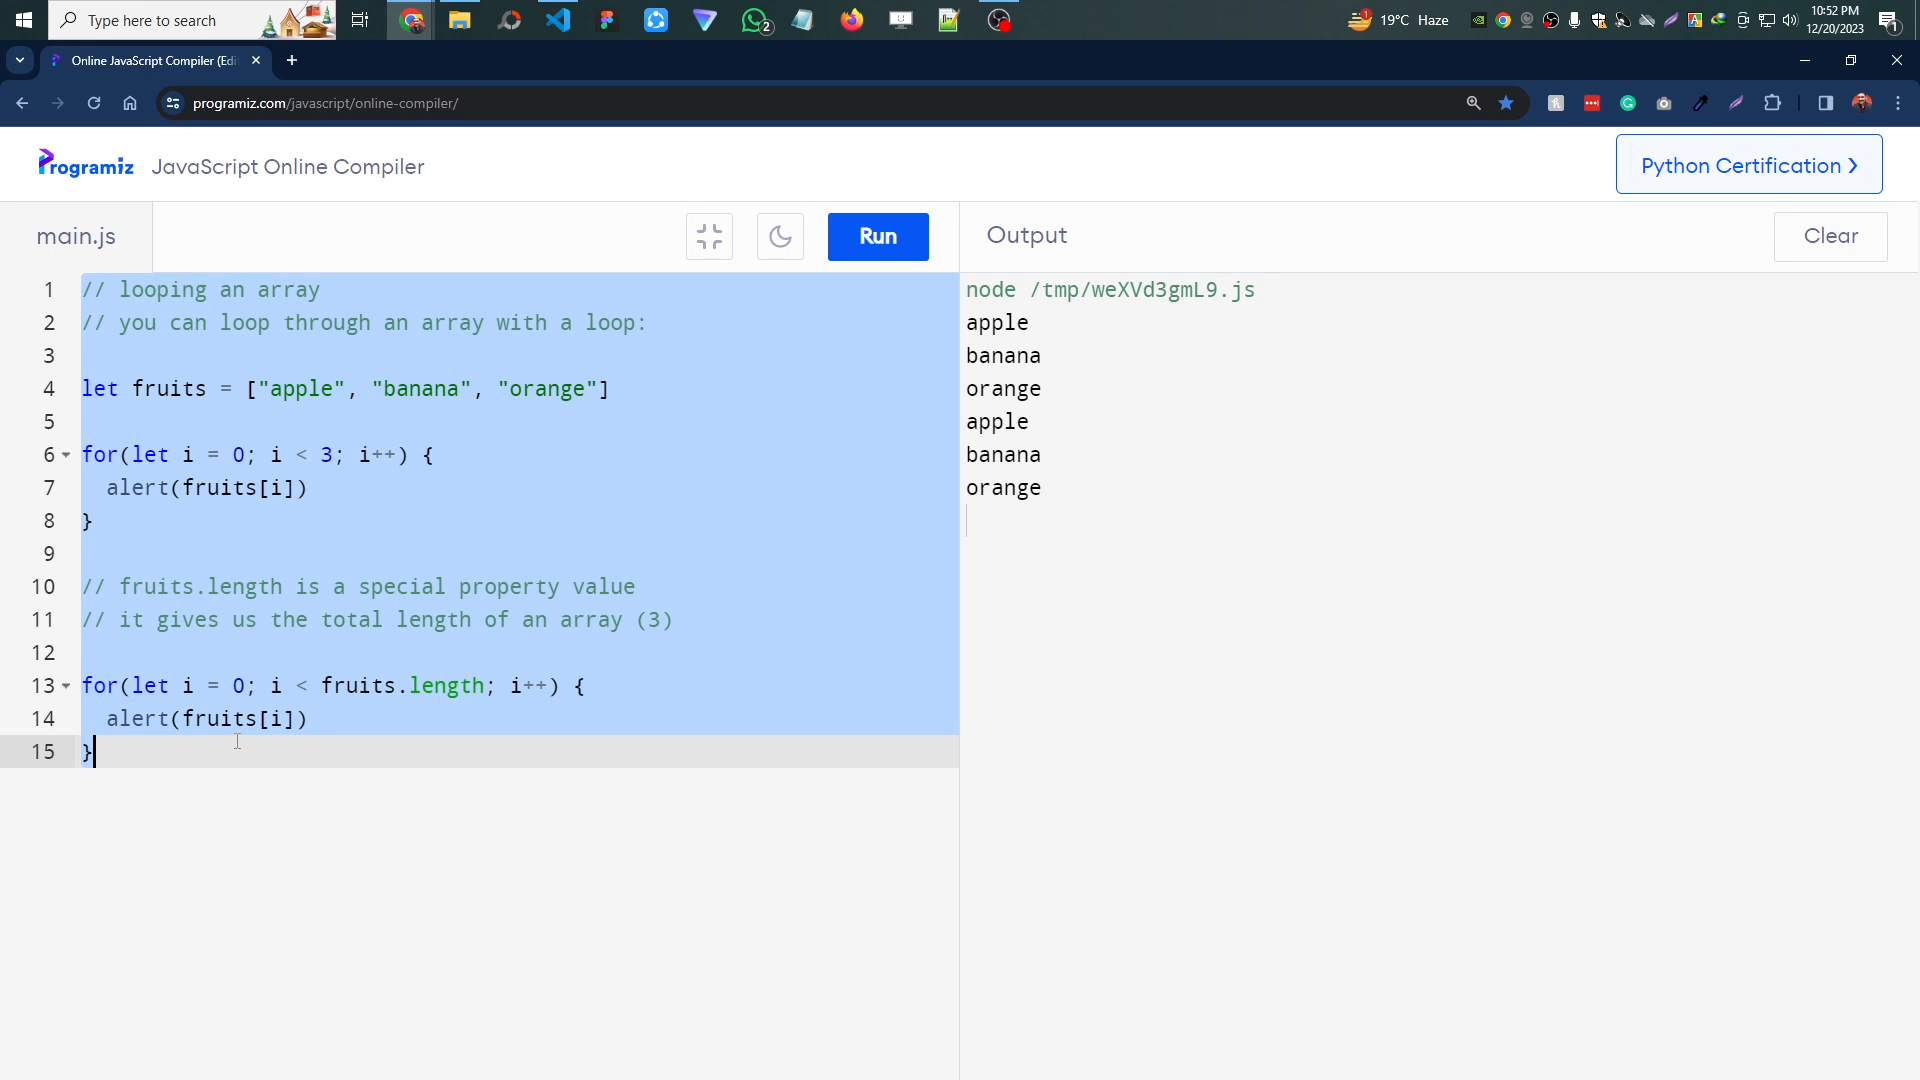 Type here to search
2
19°C Haze
10:52 PM
12/20/2023
1
Online JavaScript Compiler (Edi
programiz.com/javascript/online-compiler/
Programiz JavaScript Online Compiler
Python Certification ❯
main.js
Run
Output
Clear
1 // looping an array
2 // you can loop through an array with a loop:
3
4 let fruits = ["apple", "banana", "orange"]
5
6 for(let i = 0; i < 3; i++) {
7 alert(fruits[i])
8 }
9
10 // fruits.length is a special property value
11 // it gives us the total length of an array (3)
12
13 for(let i = 0; i < fruits.length; i++) {
14 alert(fruits[i])
15 }
node /tmp/weXVd3gmL9.js
apple
banana
orange
apple
banana
orange